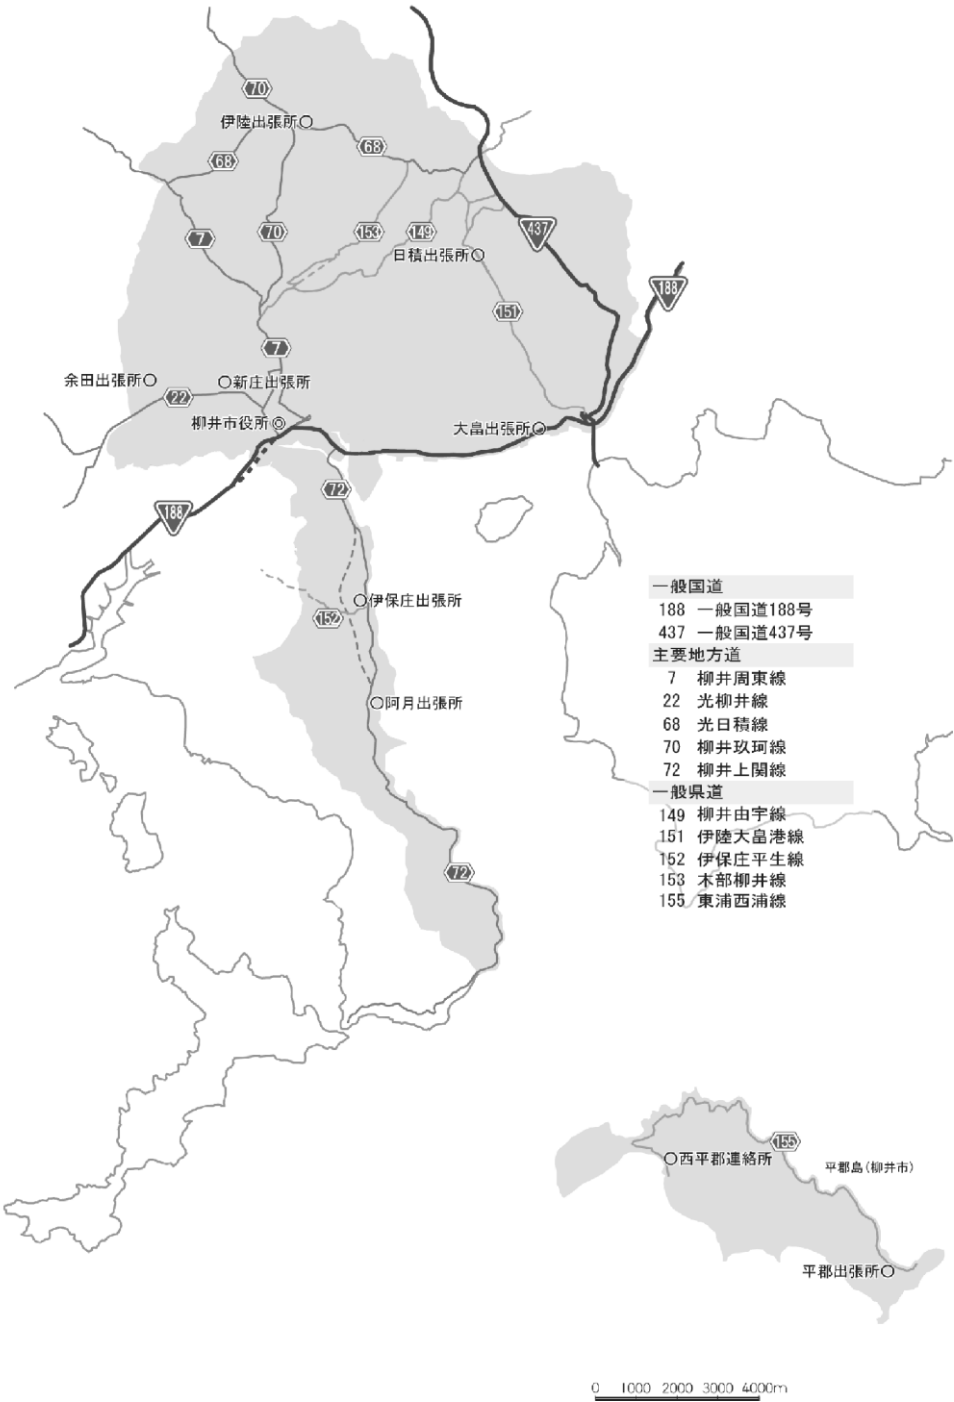 70
伊陸出張所
68
68
7
70
153
149
437
日積出張所
188
151
7
余田出張所
新庄出張所
22
柳井市役所
大畠出張所
72
188
一般国道
188 一般国道188号
437 一般国道437号
主要地方道
7 柳井周東線
22 光柳井線
68 光日積線
70 柳井玖珂線
72 柳井上関線
一般県道
149 柳井由宇線
151 伊陸大畠港線
152 伊保庄平生線
153 木部柳井線
155 東浦西浦線
伊保庄出張所
152
阿月出張所
72
155
西平郡連絡所
平郡島(柳井市)
平郡出張所
0 1000 2000 3000 4000m